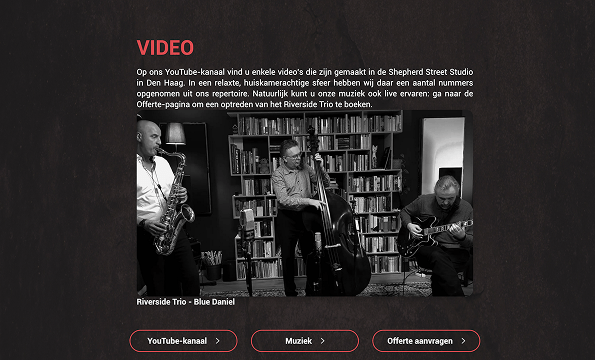 VIDEO
Op ons YouTube-kanaal vind u enkele video's die zijn gemaakt in de Shepherd Street Studio
in Den Haag. In een relaxte, huiskamerachtige sfeer hebben wij daar een aantal nummers
opgenomen uit ons repertoire. Natuurlijk kunt u onze muziek ook live ervaren: ga naar de
Offerte-pagina om een optreden van het Riverside Trio te boeken.
Riverside Trio - Blue Daniel
YouTube-kanaal
Muziek
Offerte aanvragen